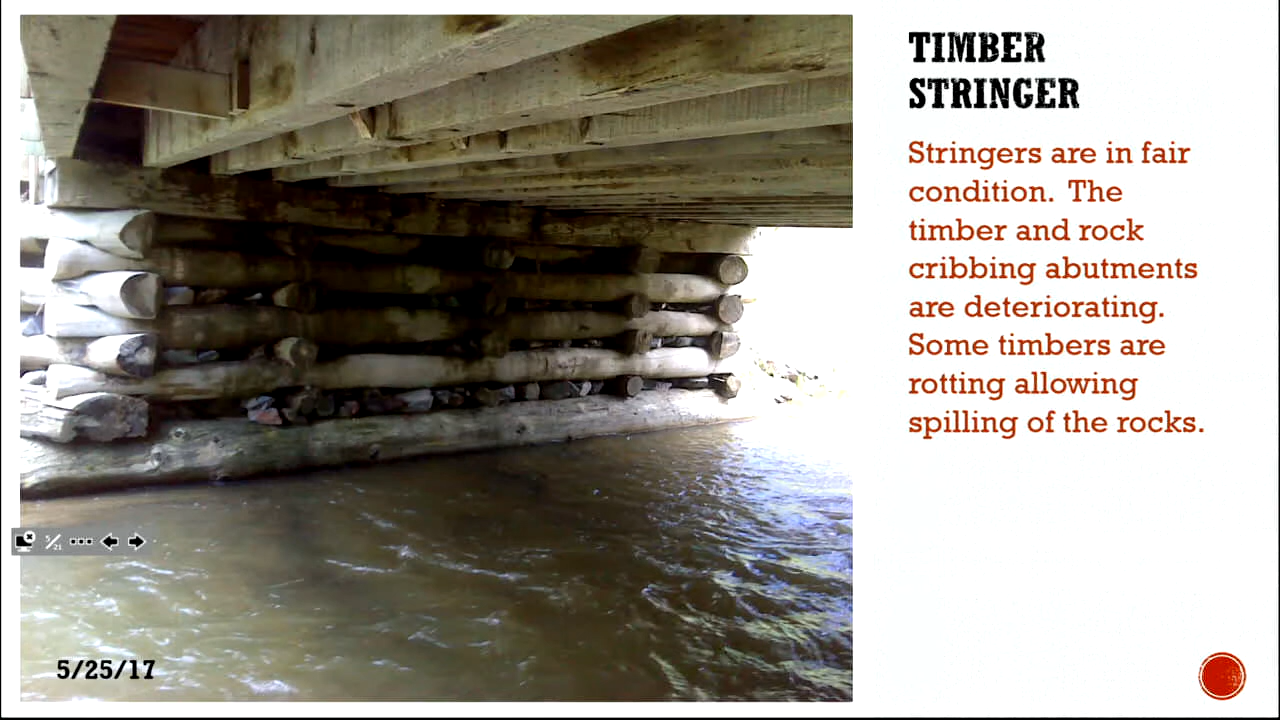 TIMBER
STRINGER
Stringers are in fair
condition. The
timber and rock
cribbing abutments
are deteriorating.
Some timbers are
rotting allowing
spilling of the rocks.
5/25/17